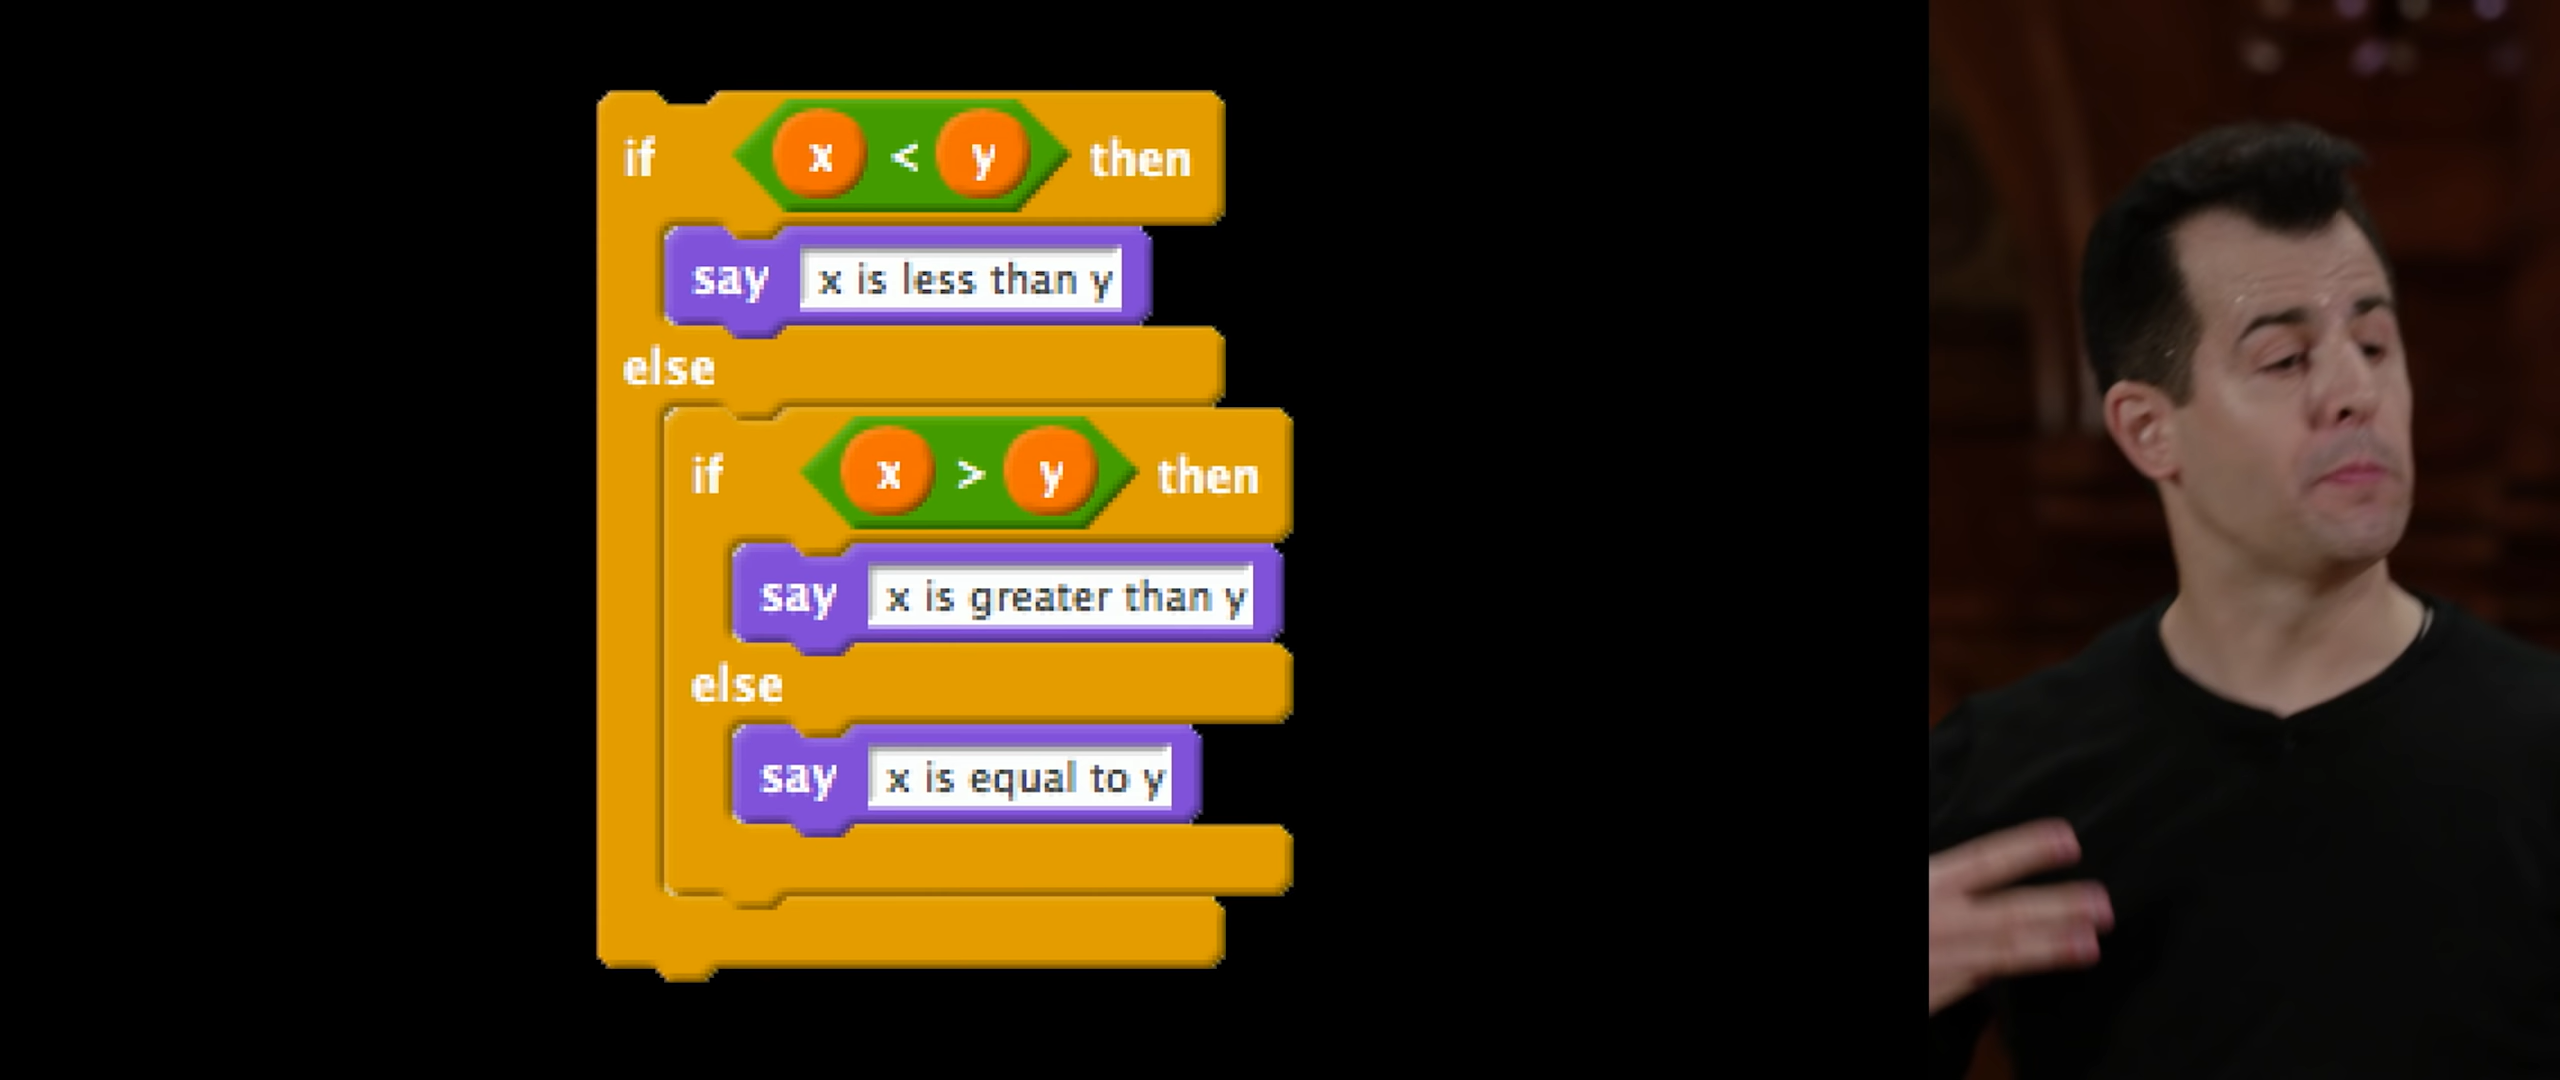 if x < y then
say x is less than y
else
if x > y then
say x is greater than y
else
say x is equal to y